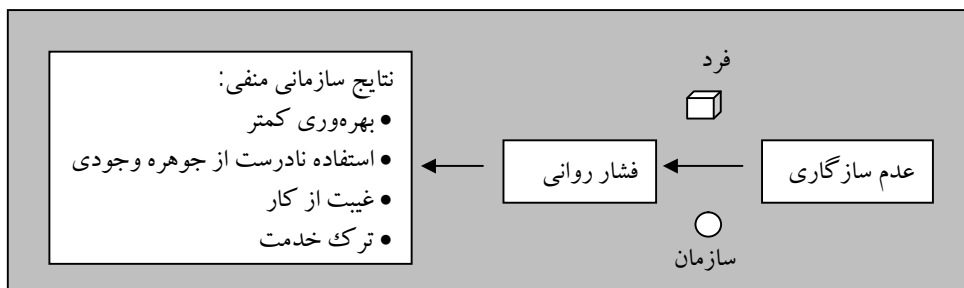 فرد
عدم سازگاری
فشار روانی
سازمان
نتایج سازمانی منفی:
• بهره‌وری کمتر
• استفاده نادرست از جوهره وجودی
• غیبت از کار
• ترک خدمت